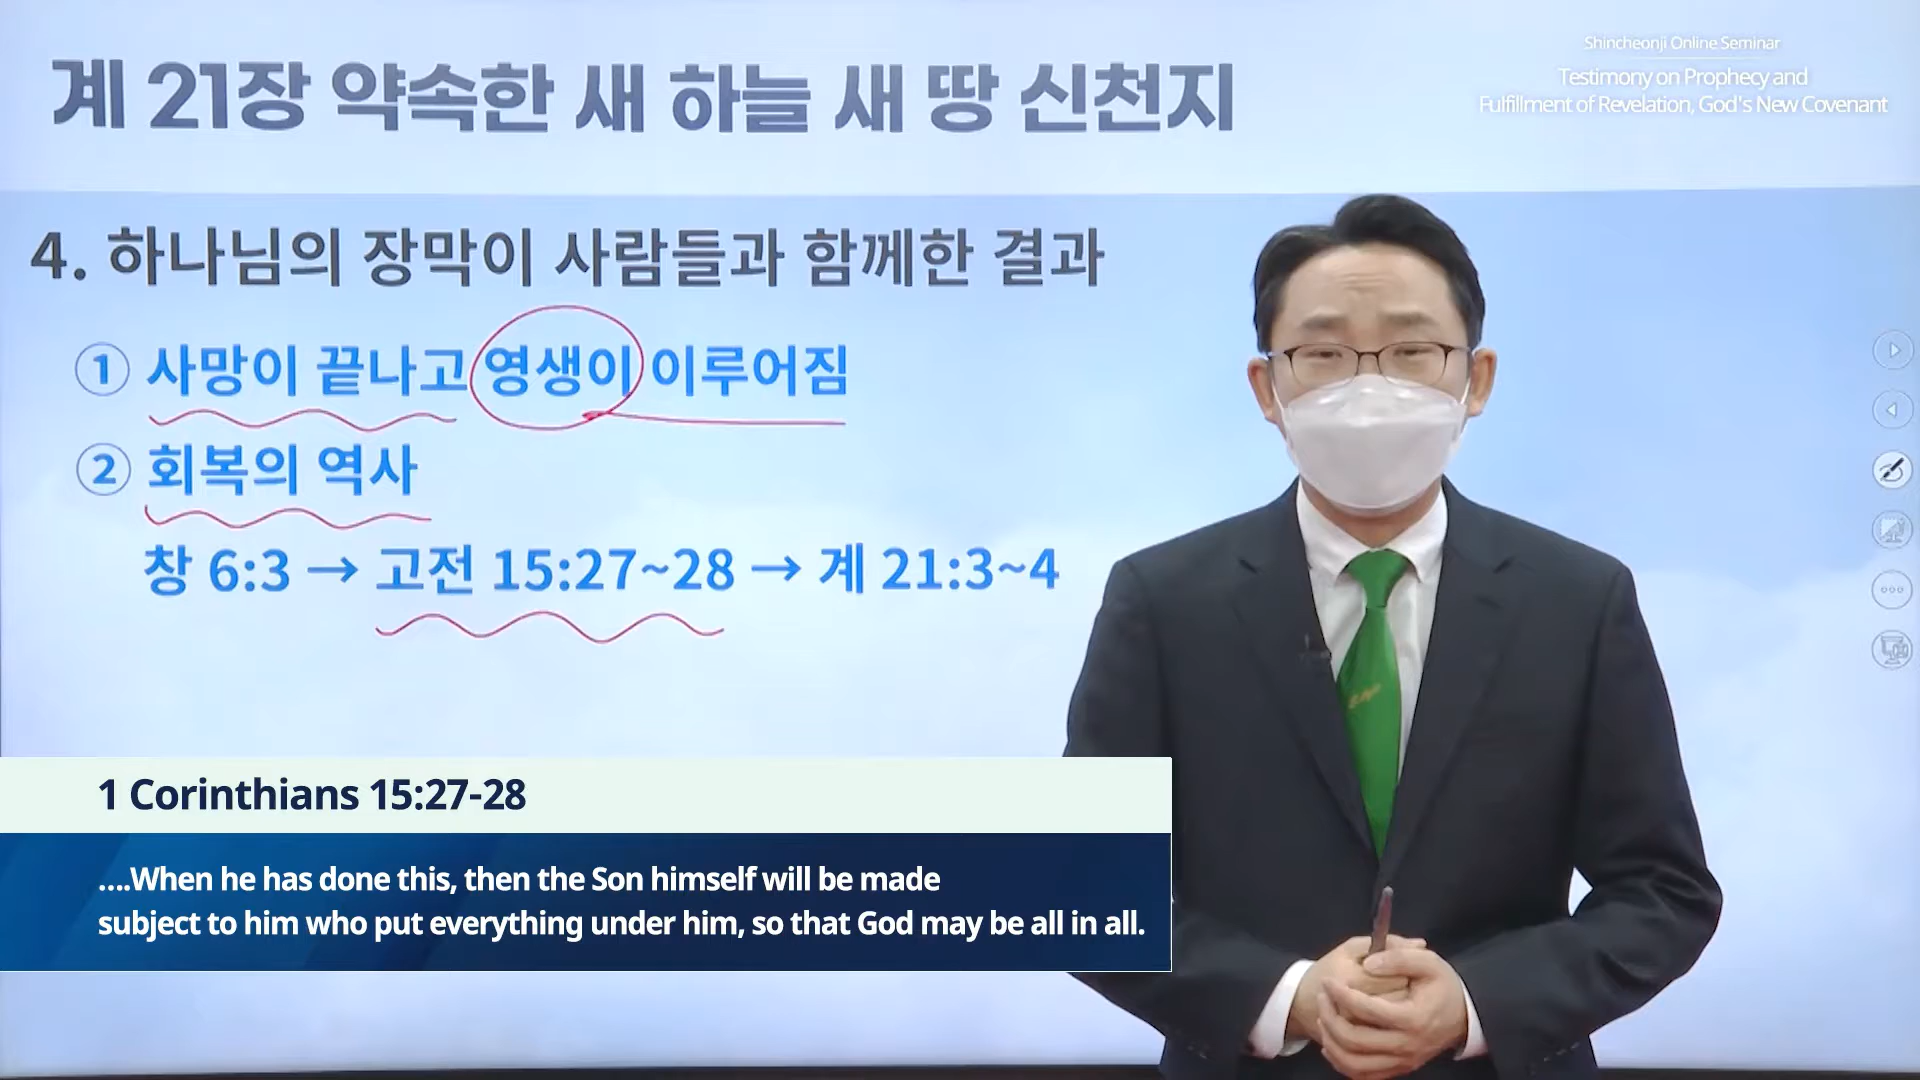 계 21장 약속한 새 하늘 새 땅 신천지
Shincheonji Online Seminar
Testimony on Prophecy and
Fulfillment of Revelation, God's New Covenant
4. 하나님의 장막이 사람들과 함께한 결과
① 사망이 끝나고 영생이 이루어짐
② 회복의 역사
창 6:3 → 고전 15:27~28 → 계 21:3~4
1 Corinthians 15:27-28
....When he has done this, then the Son himself will be made
subject to him who put everything under him, so that God may be all in all.